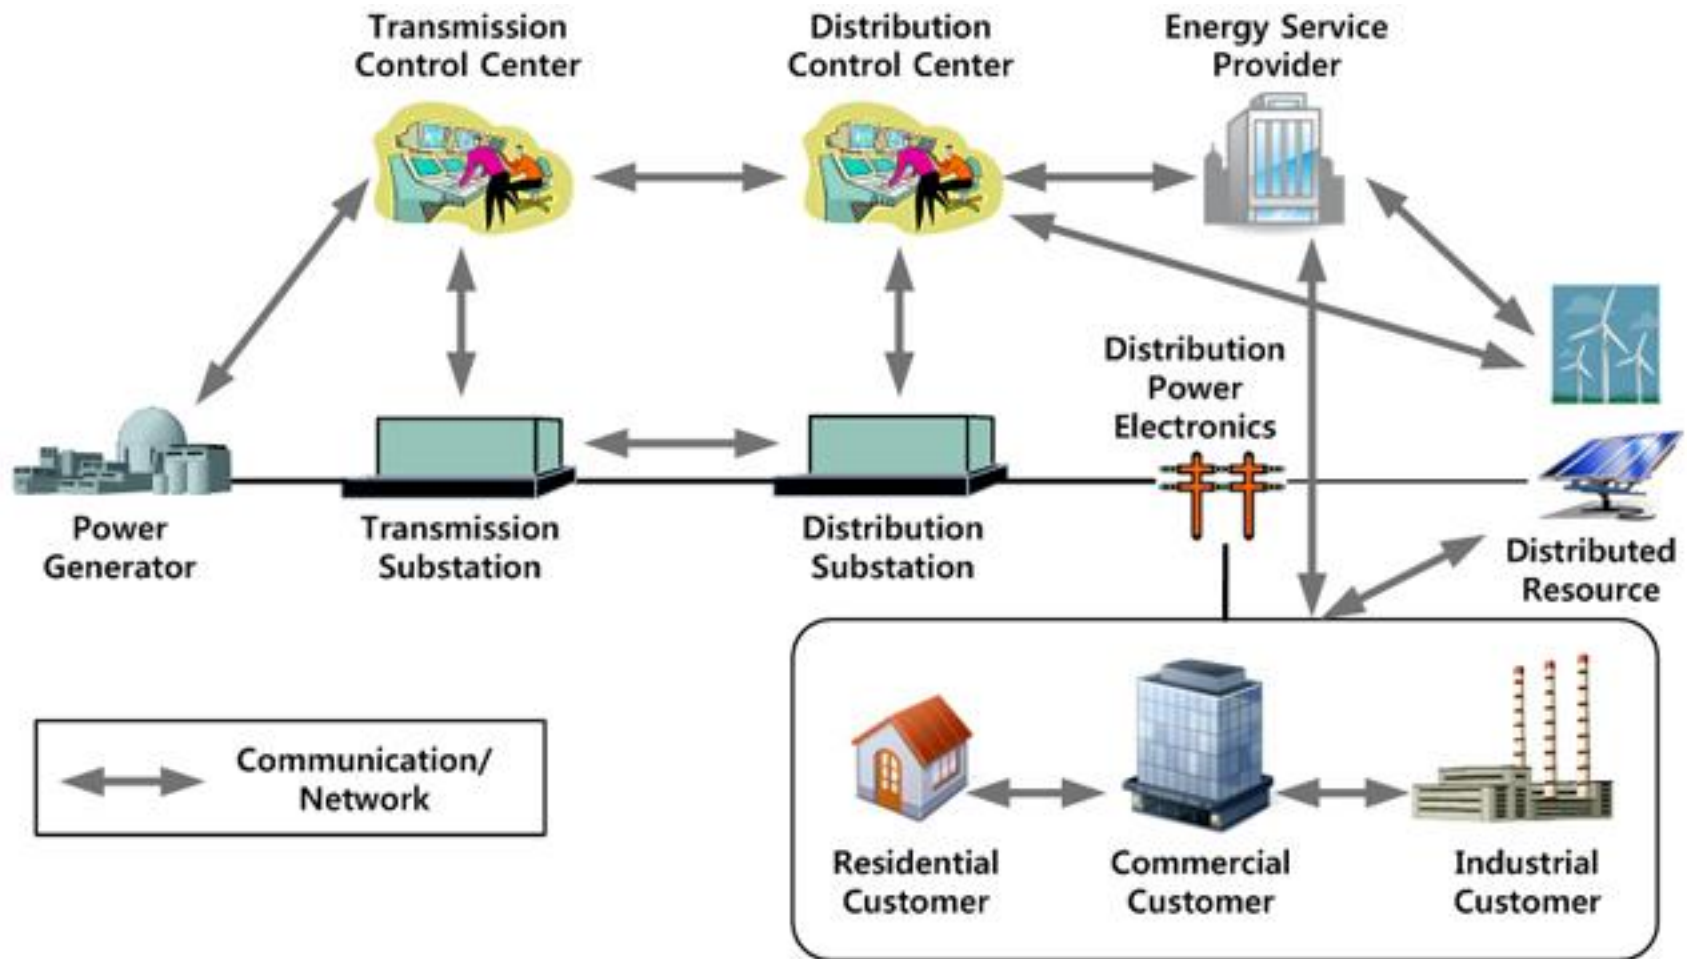 Transmission
Control Center
Distribution
Control Center
Energy Service
Provider
Distribution
Power
Electronics
Power
Generator
Transmission
Substation
Distribution
Substation
Distributed
Resource
Communication/
Network
Residential
Customer
Commercial
Customer
Industrial
Customer